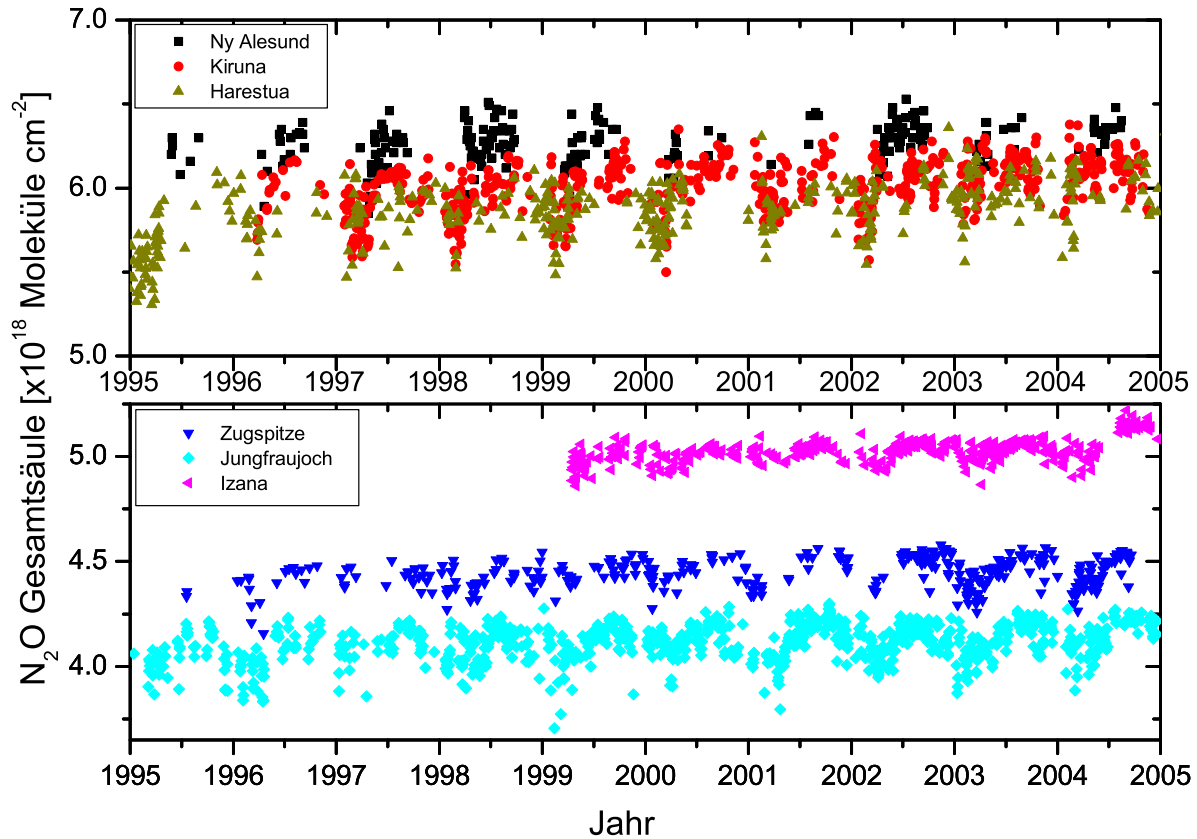 N2O Gesamtsäule [x10^18 Moleküle cm^-2]
7.0
6.0
5.0
Ny Alesund
Kiruna
Harestua
1995 1996 1997 1998 1999 2000 2001 2002 2003 2004 2005
5.0
4.5
4.0
Zugspitze
Jungfraujoch
Izana
1995 1996 1997 1998 1999 2000 2001 2002 2003 2004 2005
Jahr